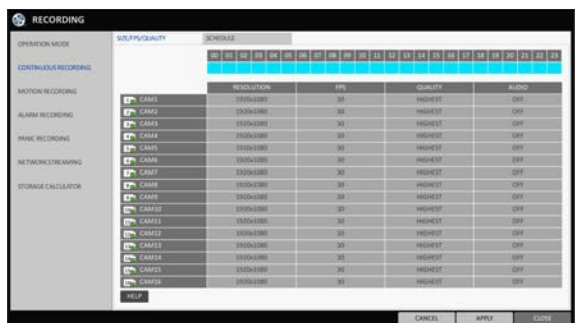 RECORDING
OPERATION MODE
CONTINUOUS RECORDING
MOTION RECORDING
ALARM RECORDING
PANIC RECORDING
NETWORK STREAMING
STORAGE CALCULATOR
SIZE/FPS/QUALITY SCHEDULE
00 01 02 03 04 05 06 07 08 09 10 11 12 13 14 15 16 17 18 19 20 21 22 23
RESOLUTION FPS QUALITY AUDIO
CAM1 1920x1080 30 HIGHEST OFF
CAM2 1920x1080 30 HIGHEST OFF
CAM3 1920x1080 30 HIGHEST OFF
CAM4 1920x1080 30 HIGHEST OFF
CAM5 1920x1080 30 HIGHEST OFF
CAM6 1920x1080 30 HIGHEST OFF
CAM7 1920x1080 30 HIGHEST OFF
CAM8 1920x1080 30 HIGHEST OFF
CAM9 1920x1080 30 HIGHEST OFF
CAM10 1920x1080 30 HIGHEST OFF
CAM11 1920x1080 30 HIGHEST OFF
CAM12 1920x1080 30 HIGHEST OFF
CAM13 1920x1080 30 HIGHEST OFF
CAM14 1920x1080 30 HIGHEST OFF
CAM15 1920x1080 30 HIGHEST OFF
CAM16 1920x1080 30 HIGHEST OFF
HELP
CANCEL APPLY CLOSE